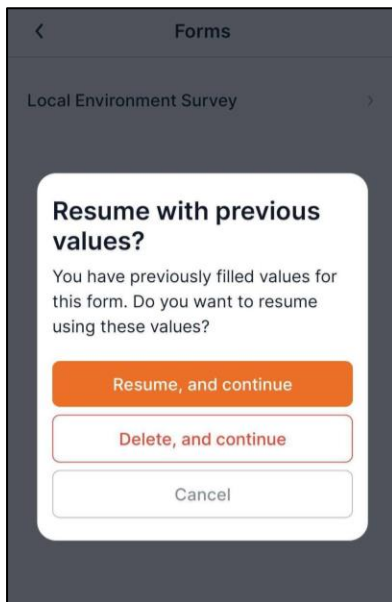 Forms
Local Environment Survey
Resume with previous
values?
You have previously filled values for
this form. Do you want to resume
using these values?
Resume, and continue
Delete, and continue
Cancel